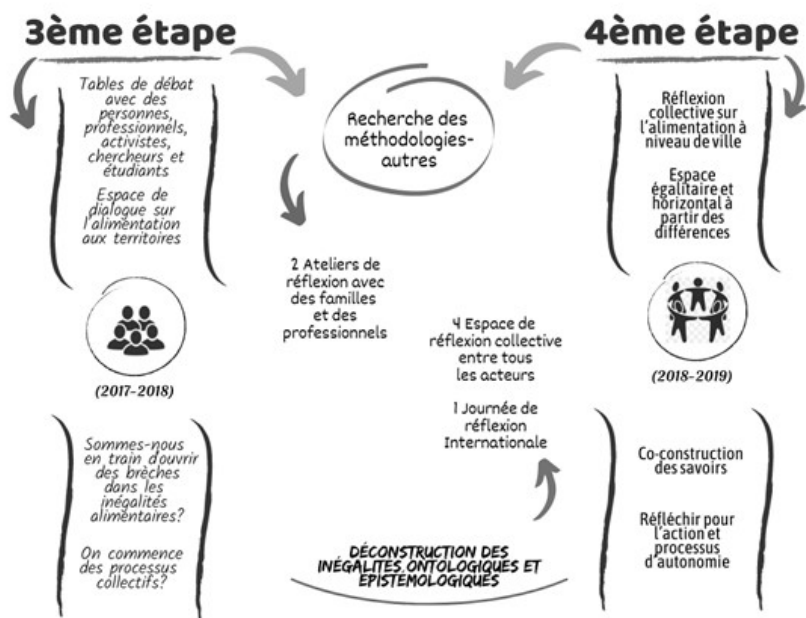 3ème étape
Tables de débat
avec des
personnes,
professionnels,
activistes,
chercheurs et
étudiants
Espace de
dialogue sur
l'alimentation
aux territoires
(2017-2018)
Sommes-nous
en train d'ouvrir
des brèches
dans les
inégalités
alimentaires?
On commence
des processus
collectifs?
Recherche des
méthodologies-
autres
2 Ateliers de
réflexion avec
des familles
et des
professionnels
4 Espace de
réflexion collective
entre tous
les acteurs
1 Journée de
réflexion
Internationale
DÉCONSTRUCTION DES
INÉGALITES ONTOLOGIQUES ET
ÉPISTÉMOLOGIQUES
4ème étape
Réflexion
collective sur
l'alimentation à
niveau de ville
Espace
égalitaire et
horizontal à
partir des
différences
(2018-2019)
Co-construction
des savoirs
Réfléchir pour
l'action et
processus
d'autonomie